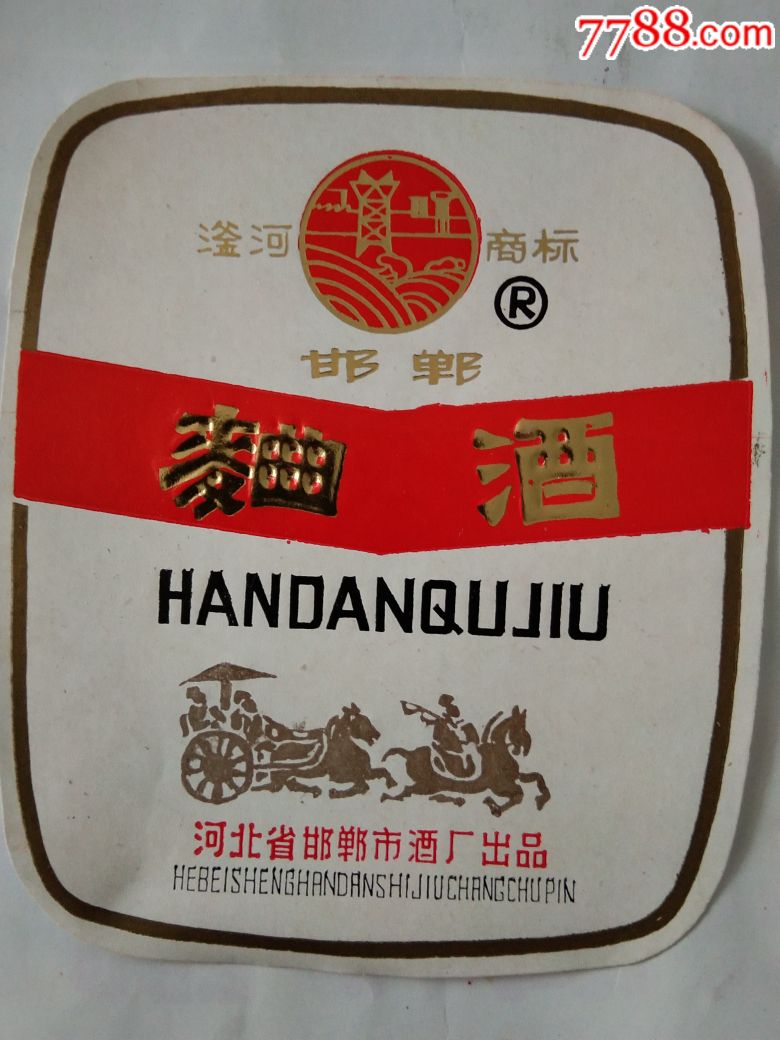 7788.com
滏河 商标
®
邯郸
麯酒
HANDANQUJIU
河北省邯郸市酒厂出品
HEBEISHENGHANDANSHIJIUCHANGCHUPIN